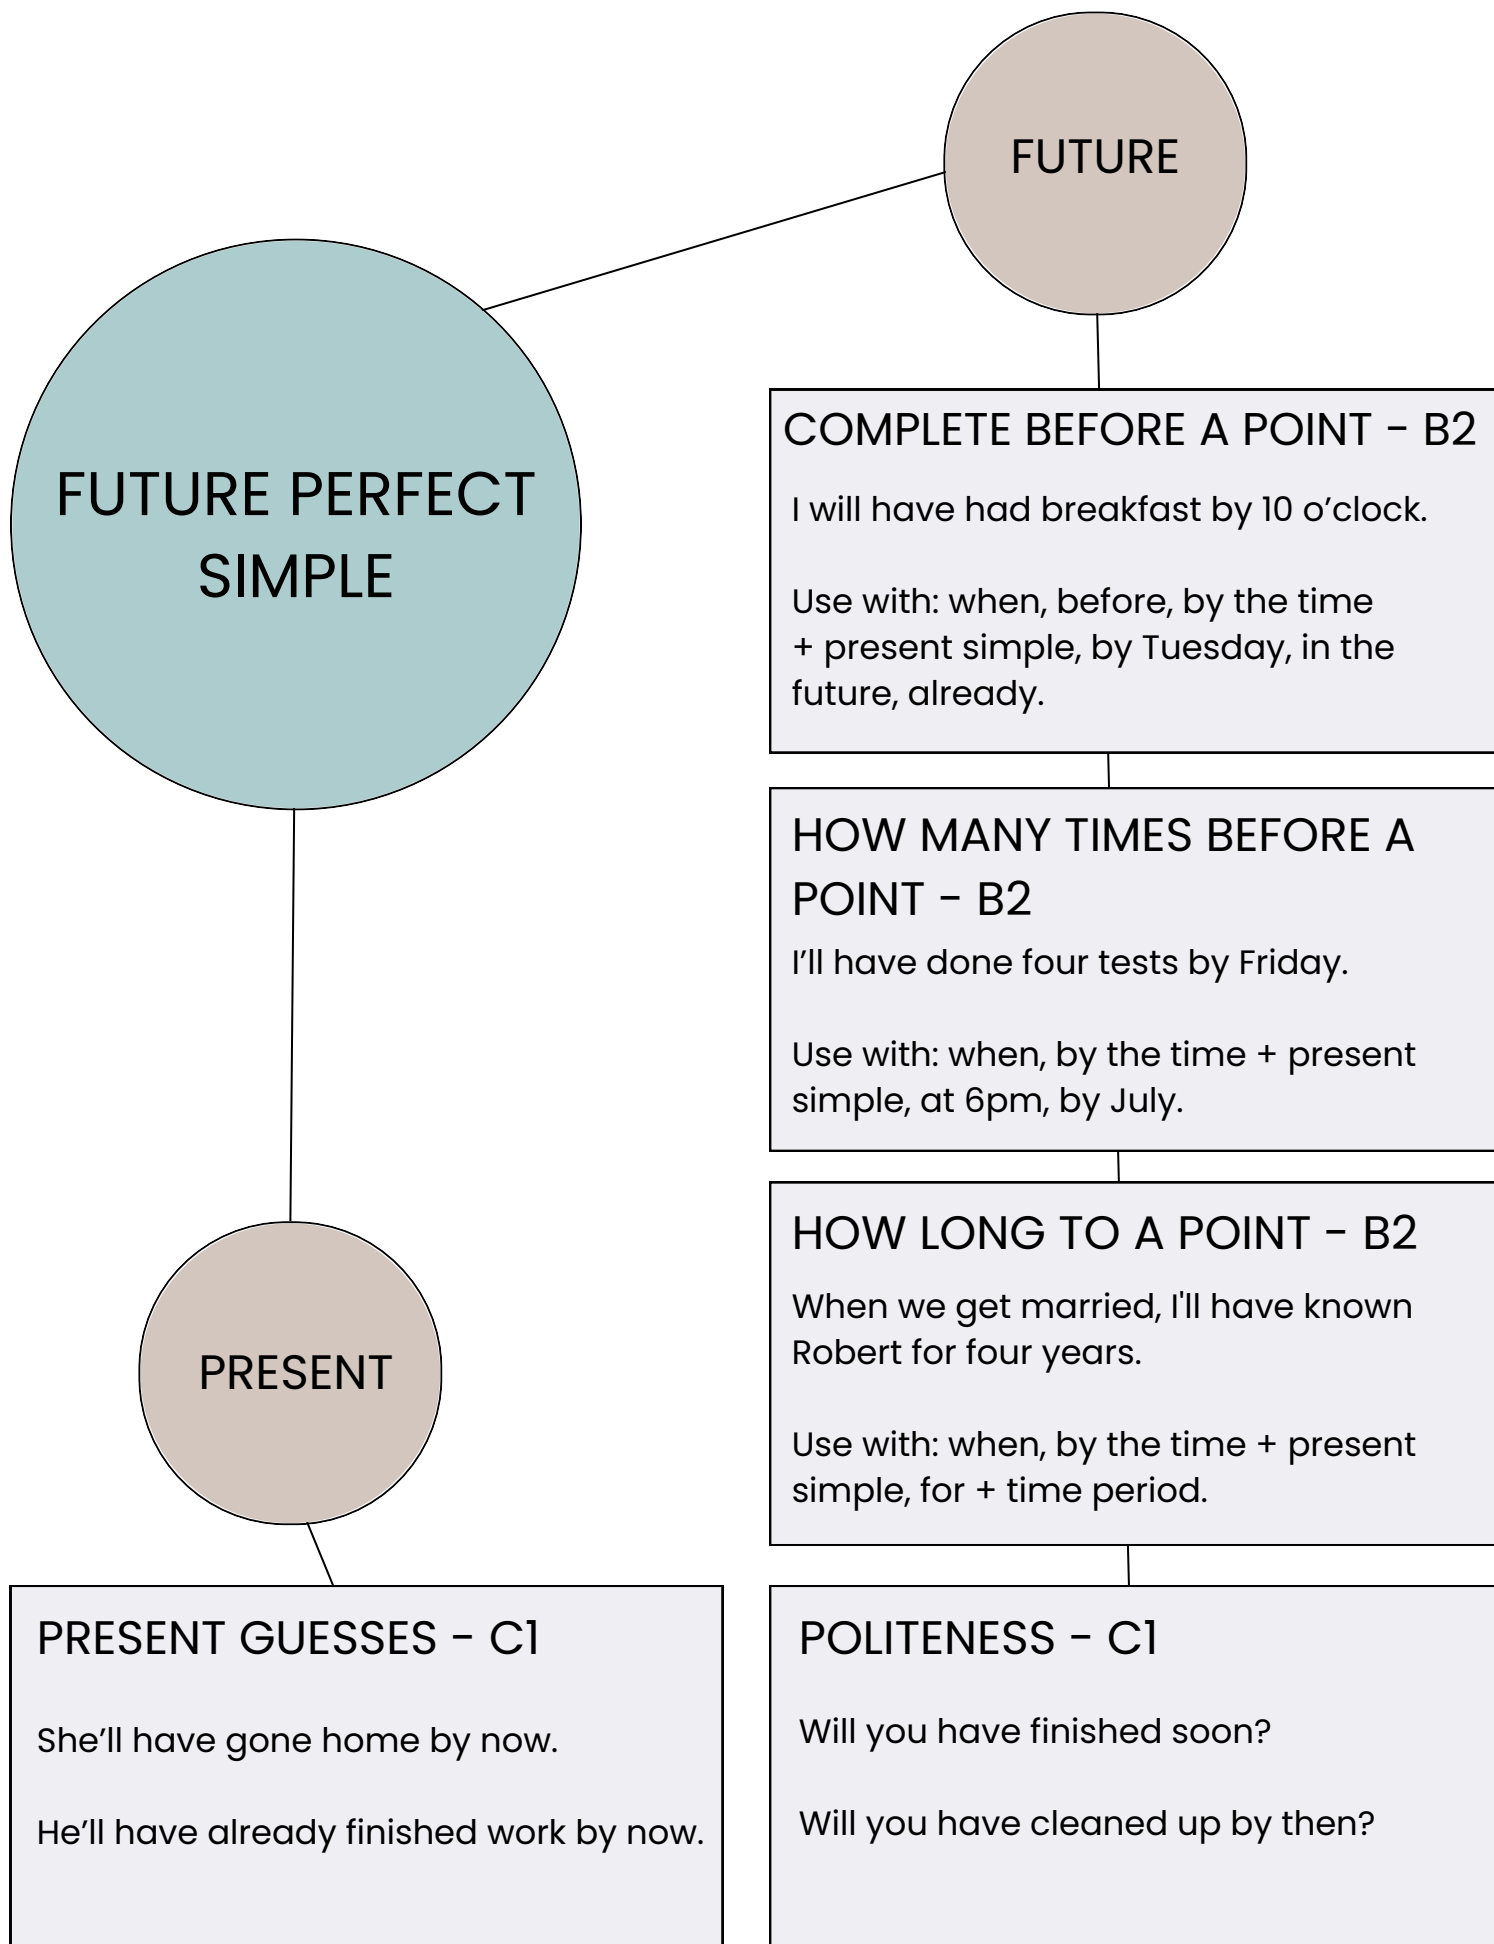 FUTURE
FUTURE PERFECT
SIMPLE
COMPLETE BEFORE A POINT - B2
I will have had breakfast by 10 o’clock.
Use with: when, before, by the time
+ present simple, by Tuesday, in the
future, already.
HOW MANY TIMES BEFORE A
POINT - B2
I’ll have done four tests by Friday.
Use with: when, by the time + present
simple, at 6pm, by July.
HOW LONG TO A POINT - B2
When we get married, I'll have known
Robert for four years.
Use with: when, by the time + present
simple, for + time period.
PRESENT
PRESENT GUESSES - C1
She’ll have gone home by now.
He’ll have already finished work by now.
POLITENESS - C1
Will you have finished soon?
Will you have cleaned up by then?